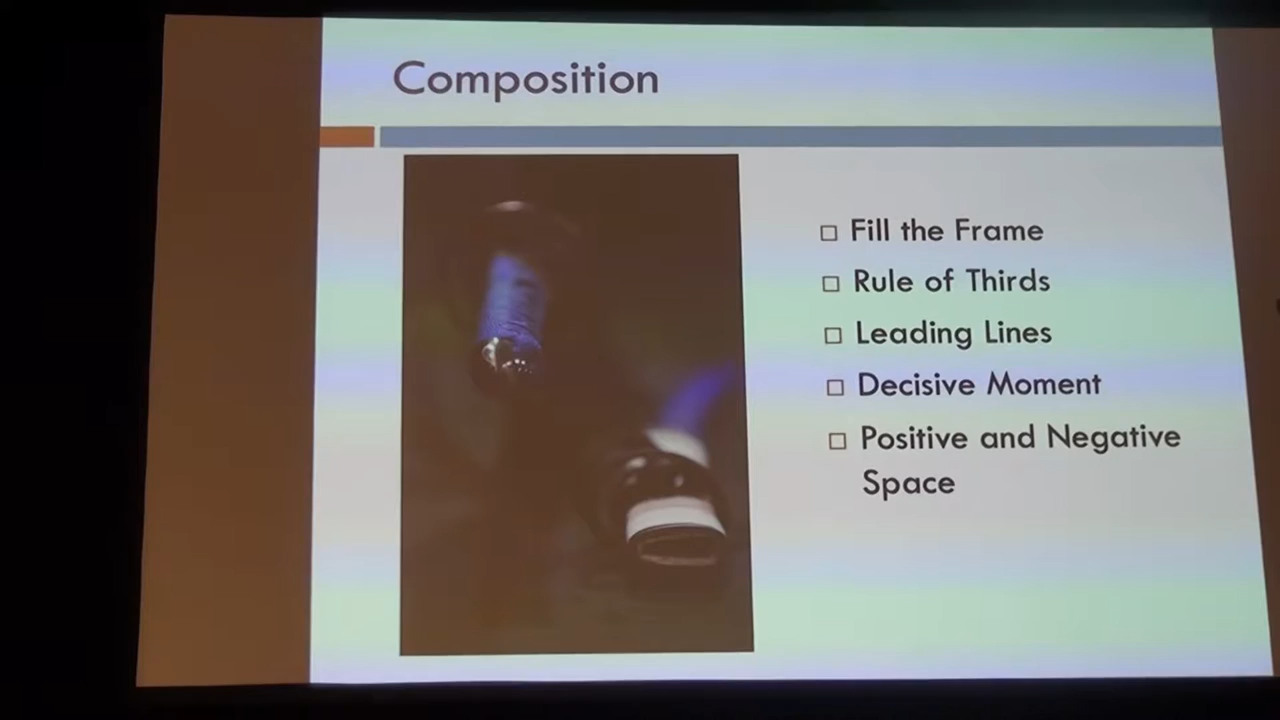 Composition
Fill the Frame
Rule of Thirds
Leading Lines
Decisive Moment
Positive and Negative
Space